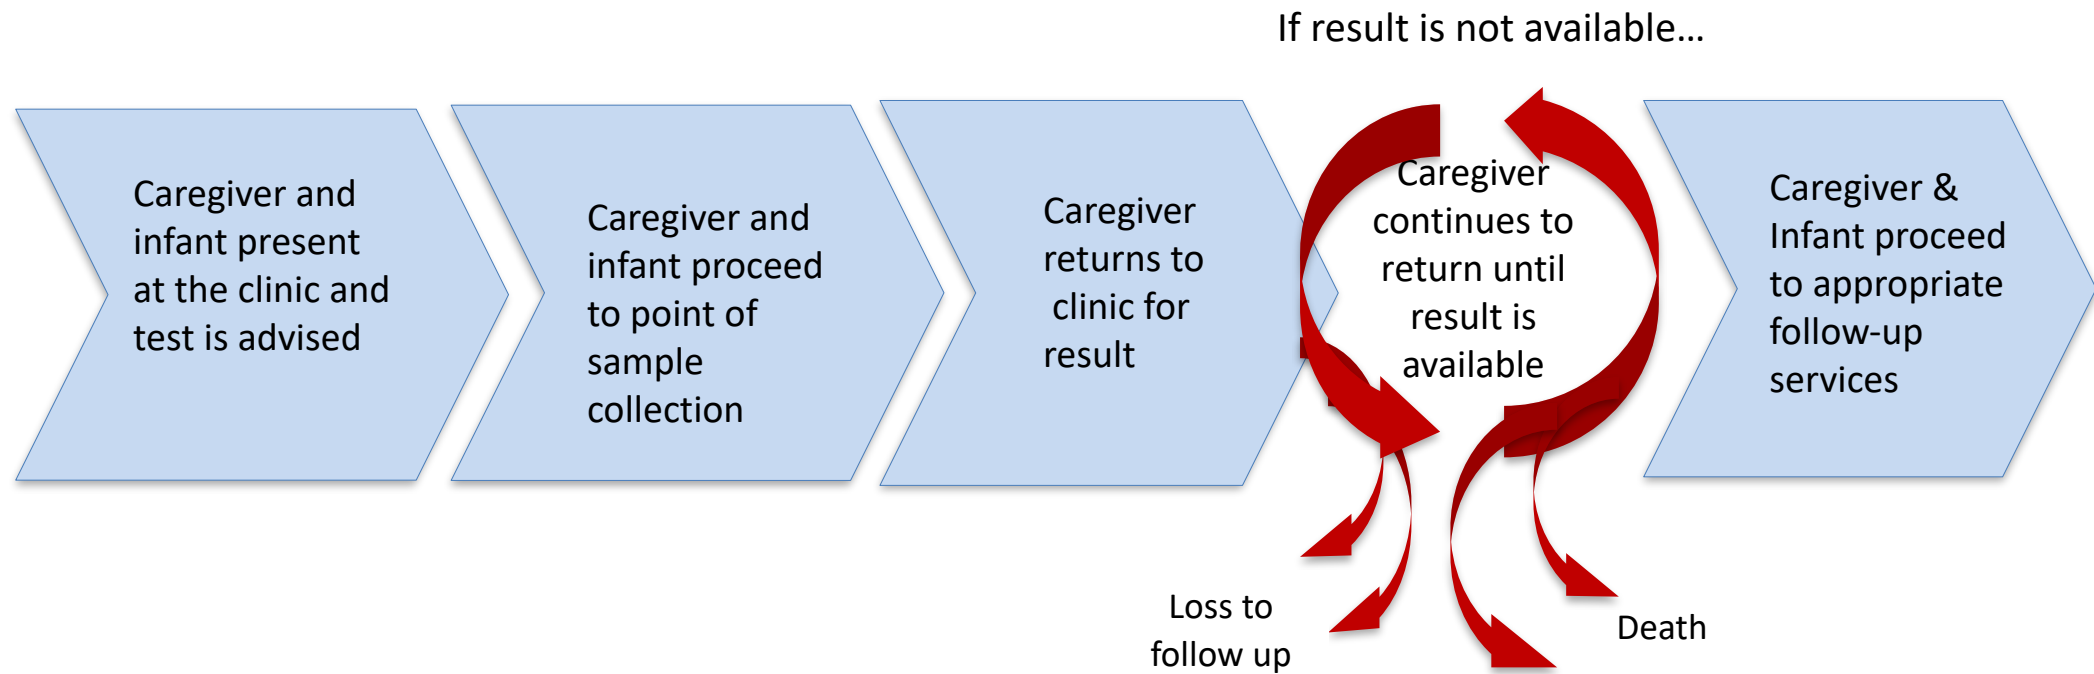 If result is not available…
Caregiver and
infant present
at the clinic and
test is advised
Caregiver and
infant proceed
to point of
sample
collection
Caregiver
returns to
clinic for
result
Caregiver
continues to
return until
result is
available
Caregiver &
Infant proceed
to appropriate
follow-up
services
Loss to
follow up
Death